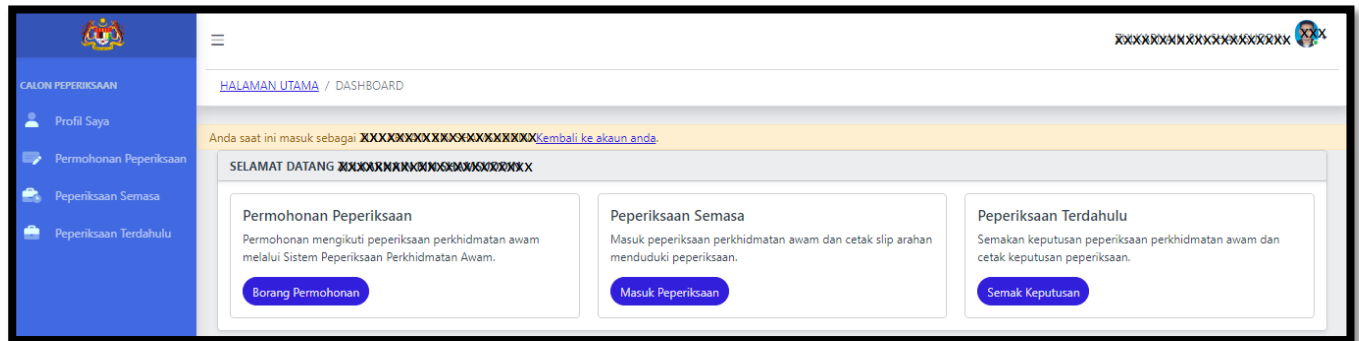 CALON PEPERIKSAAN
Profil Saya
Permohonan Peperiksaan
Peperiksaan Semasa
Peperiksaan Terdahulu
HALAMAN UTAMA / DASHBOARD
Anda saat ini masuk sebagai Kembali ke akaun anda.
SELAMAT DATANG
Permohonan Peperiksaan
Permohonan mengikuti peperiksaan perkhidmatan awam
melalui Sistem Peperiksaan Perkhidmatan Awam.
Borang Permohonan
Peperiksaan Semasa
Masuk peperiksaan perkhidmatan awam dan cetak slip arahan
menduduki peperiksaan.
Masuk Peperiksaan
Peperiksaan Terdahulu
Semakan keputusan peperiksaan perkhidmatan awam dan
cetak keputusan peperiksaan.
Semak Keputusan